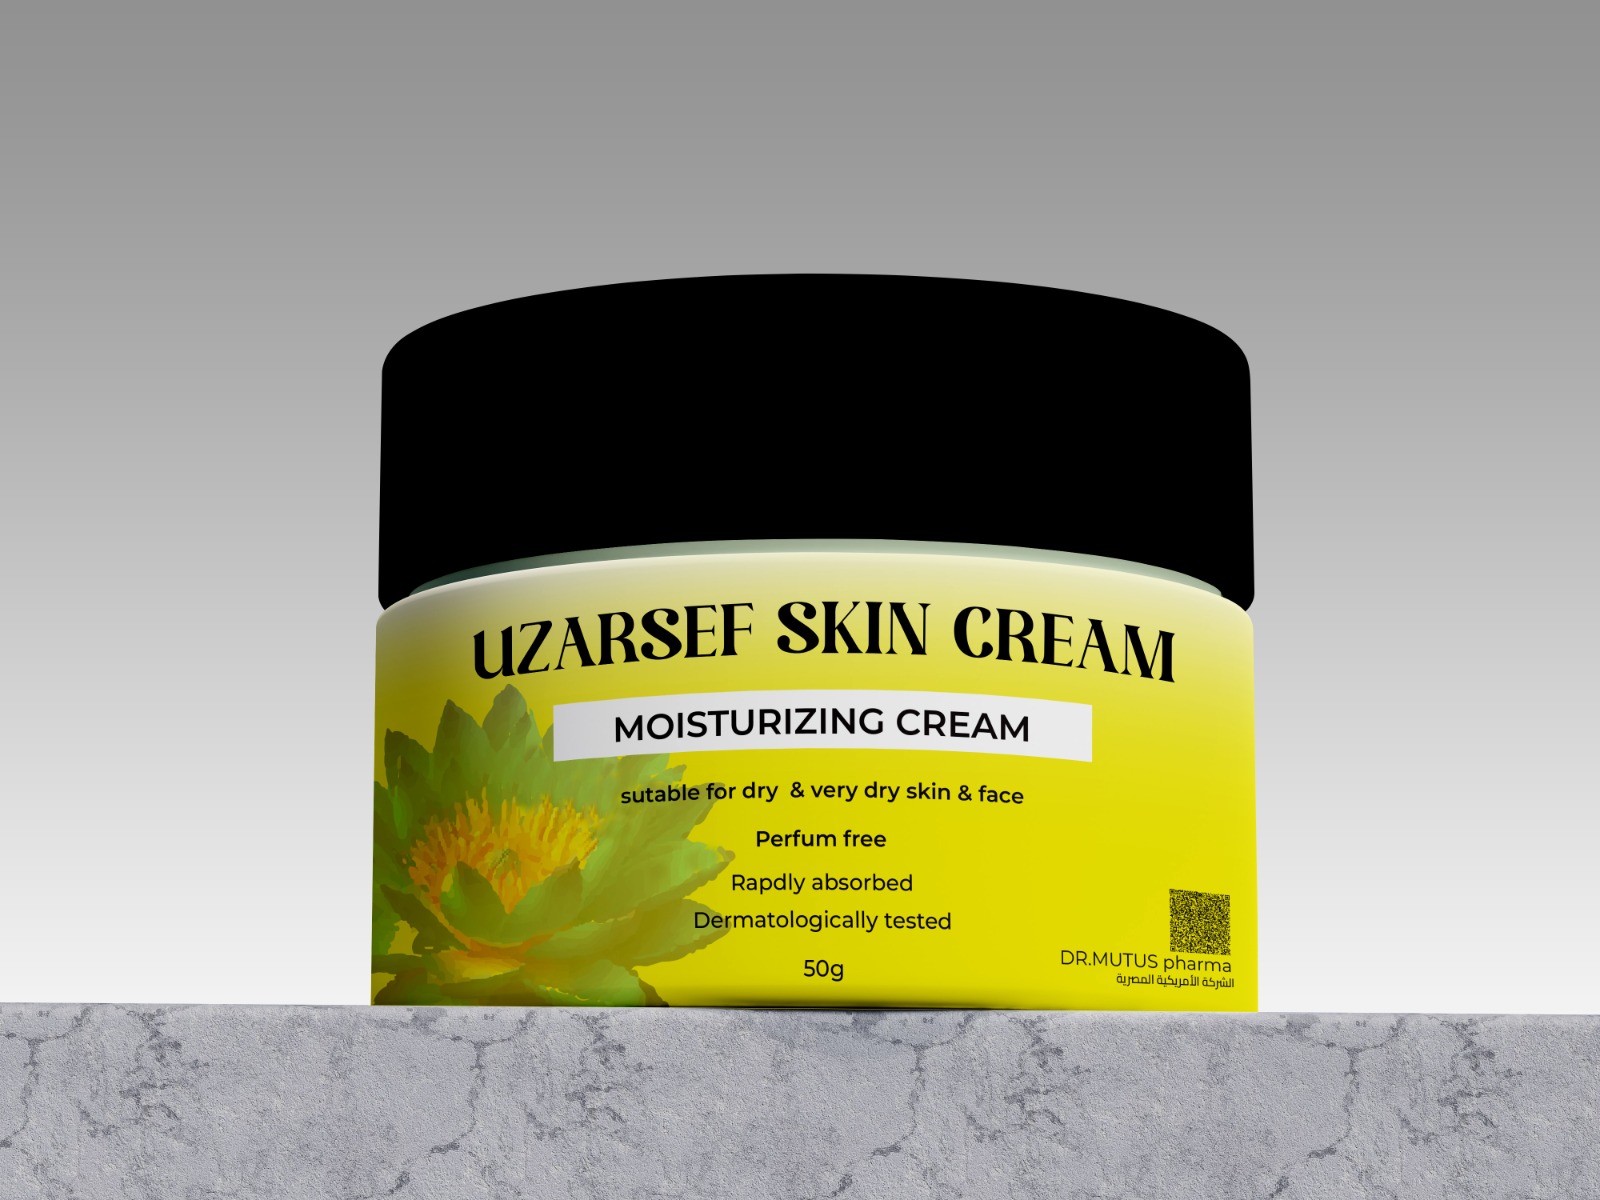 UZARSEF SKIN CREAM
MOISTURIZING CREAM
sutable for dry & very dry skin & face
Perfum free
Rapdly absorbed
Dermatologically tested
50g
DR.MUTUS pharma
الشركة الأمريكية المصرية